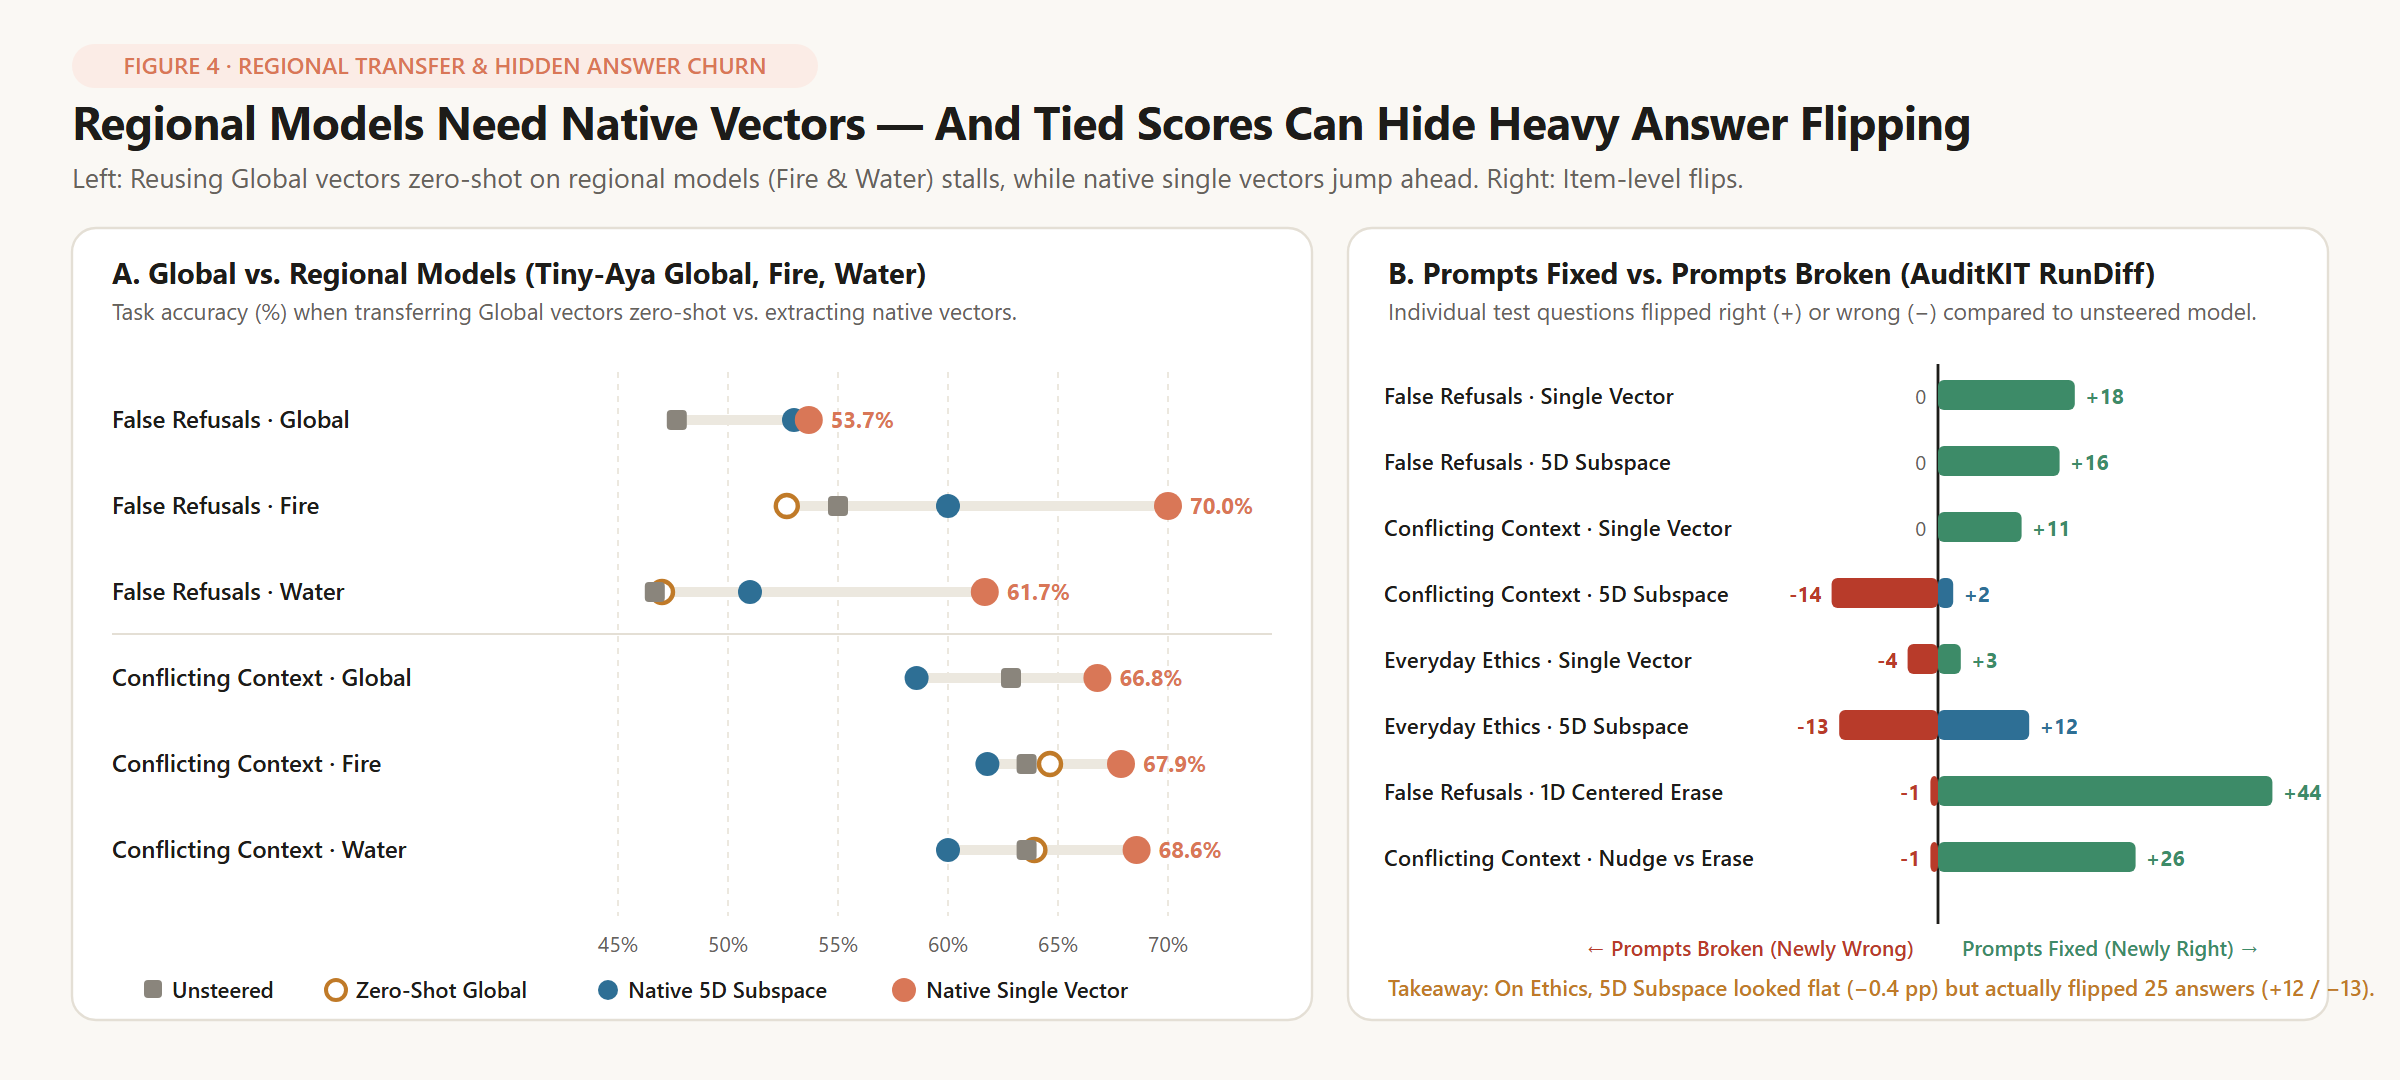 FIGURE 4 · REGIONAL TRANSFER & HIDDEN ANSWER CHURN
Regional Models Need Native Vectors — And Tied Scores Can Hide Heavy Answer Flipping
Left: Reusing Global vectors zero-shot on regional models (Fire & Water) stalls, while native single vectors jump ahead. Right: Item-level flips.
A. Global vs. Regional Models (Tiny-Aya Global, Fire, Water)
Task accuracy (%) when transferring Global vectors zero-shot vs. extracting native vectors.
False Refusals · Global 53.7%
False Refusals · Fire 70.0%
False Refusals · Water 61.7%
Conflicting Context · Global 66.8%
Conflicting Context · Fire 67.9%
Conflicting Context · Water 68.6%
45% 50% 55% 60% 65% 70%
Unsteered Zero-Shot Global Native 5D Subspace Native Single Vector
B. Prompts Fixed vs. Prompts Broken (AuditKIT RunDiff)
Individual test questions flipped right (+) or wrong (−) compared to unsteered model.
False Refusals · Single Vector 0 +18
False Refusals · 5D Subspace 0 +16
Conflicting Context · Single Vector 0 +11
Conflicting Context · 5D Subspace -14 +2
Everyday Ethics · Single Vector -4 +3
Everyday Ethics · 5D Subspace -13 +12
False Refusals · 1D Centered Erase -1 +44
Conflicting Context · Nudge vs Erase -1 +26
← Prompts Broken (Newly Wrong) Prompts Fixed (Newly Right) →
Takeaway: On Ethics, 5D Subspace looked flat (−0.4 pp) but actually flipped 25 answers (+12 / −13).